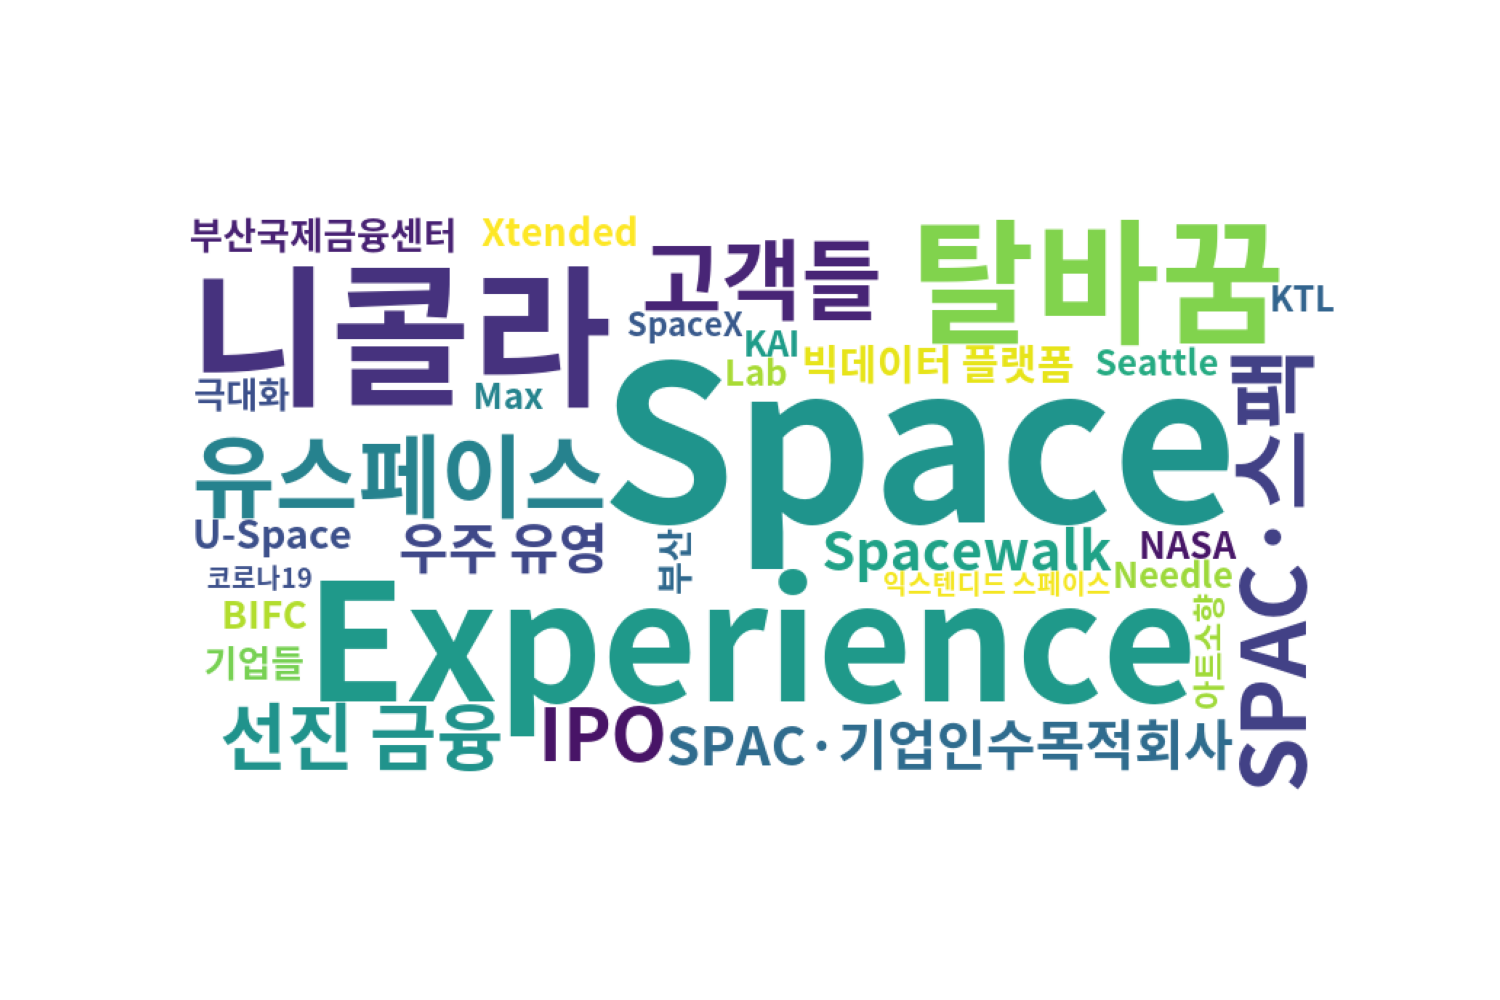 부산국제금융센터
Xtended
고객들
탈바꿈
니콜라
SpaceX
KTL
KAI
Lab
빅데이터 플랫폼
Seattle
극대화
Max
Space
SPAC·스팩
유스페이스
U-Space
우주 유영
부산
Spacewalk
NASA
코로나19
익스텐디드 스페이스
Needle
BIFC
Experience
아트소향
기업들
선진 금융
IPO
SPAC·기업인수목적회사